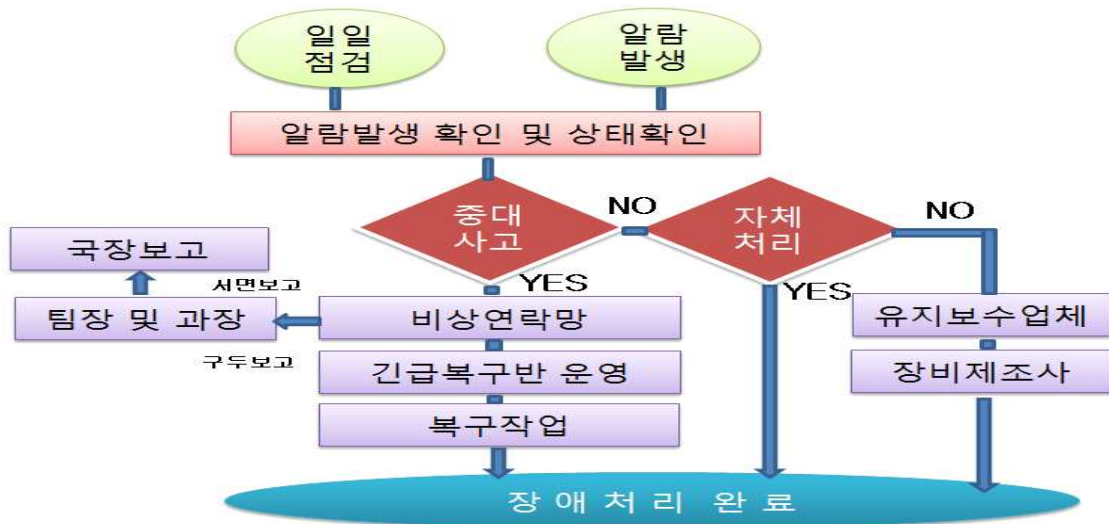 일일
점검
알람
발생
알람발생 확인 및 상태확인
중대
사고
NO
자체
처리
NO
국장보고
서면보고
YES
YES
팀장 및 과장
비상연락망
유지보수업체
구두보고
긴급복구반 운영
장비제조사
복구작업
장 애 처 리 완 료